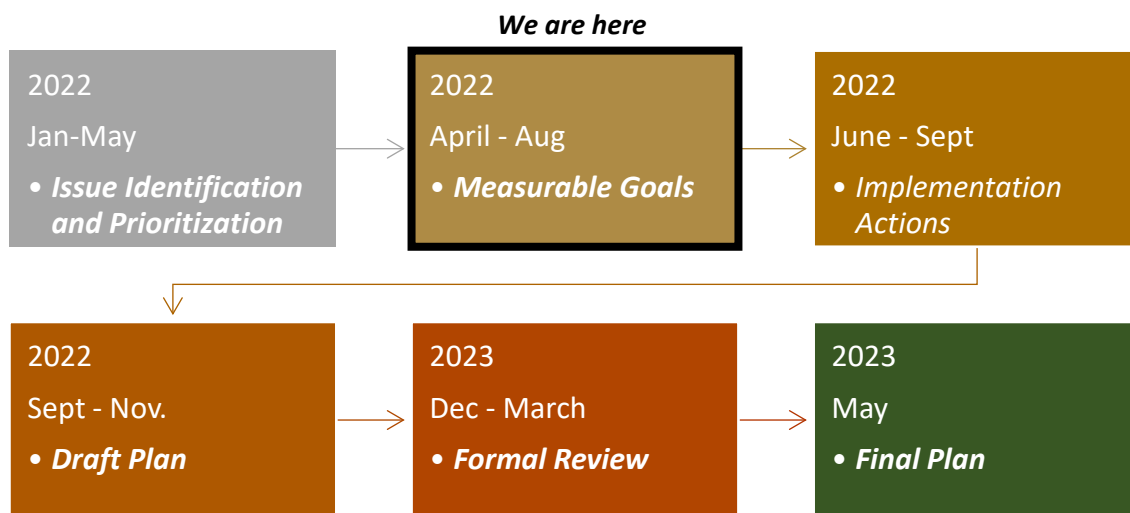 We are here
2022
Jan-May
• Issue Identification
and Prioritization
2022
April - Aug
• Measurable Goals
2022
June - Sept
• Implementation
Actions
2022
Sept - Nov.
• Draft Plan
2023
Dec - March
• Formal Review
2023
May
• Final Plan